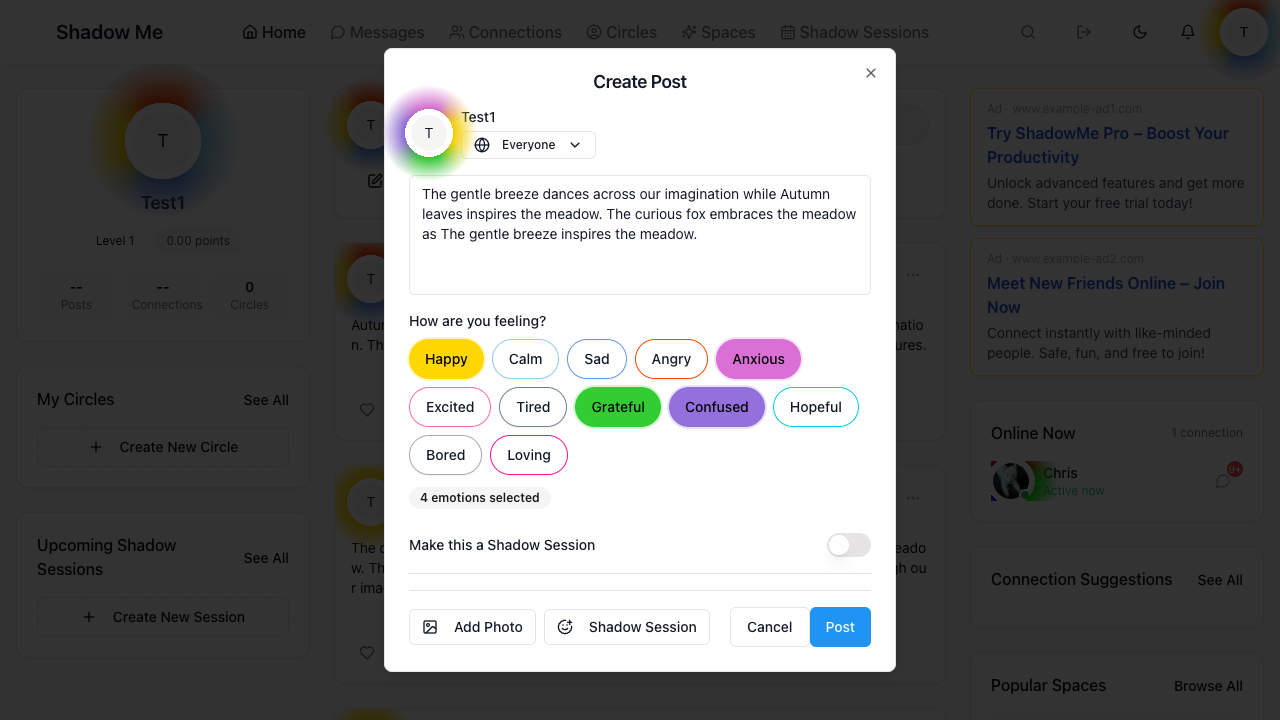 Shadow Me
Home
Messages
Connections
Circles
Spaces
Shadow Sessions
T
T
Test1
Level 1
0.00 points
--
Posts
--
Connections
0
Circles
My Circles
See All
Create New Circle
Upcoming Shadow
Sessions
See All
Create New Session
T
T
T
Create Post
T
Test1
Everyone
The gentle breeze dances across our imagination while Autumn
leaves inspires the meadow. The curious fox embraces the meadow
as The gentle breeze inspires the meadow.
How are you feeling?
Happy
Calm
Sad
Angry
Anxious
Excited
Tired
Grateful
Confused
Hopeful
Bored
Loving
4 emotions selected
Make this a Shadow Session
Add Photo
Shadow Session
Cancel
Post
Ad · www.example-ad1.com
Try ShadowMe Pro – Boost Your
Productivity
Unlock advanced features and get more
done. Start your free trial today!
Ad · www.example-ad2.com
Meet New Friends Online – Join
Now
Connect instantly with like-minded
people. Safe, fun, and free to join!
Online Now
1 connection
Chris
Active now
9+
Connection Suggestions
See All
Popular Spaces
Browse All